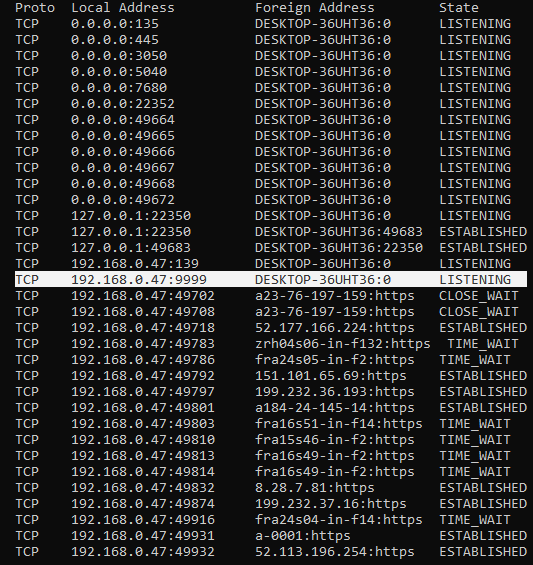 Proto Local Address Foreign Address State
TCP 0.0.0.0:135 DESKTOP-36UHT36:0 LISTENING
TCP 0.0.0.0:445 DESKTOP-36UHT36:0 LISTENING
TCP 0.0.0.0:3050 DESKTOP-36UHT36:0 LISTENING
TCP 0.0.0.0:5040 DESKTOP-36UHT36:0 LISTENING
TCP 0.0.0.0:7680 DESKTOP-36UHT36:0 LISTENING
TCP 0.0.0.0:22352 DESKTOP-36UHT36:0 LISTENING
TCP 0.0.0.0:49664 DESKTOP-36UHT36:0 LISTENING
TCP 0.0.0.0:49665 DESKTOP-36UHT36:0 LISTENING
TCP 0.0.0.0:49666 DESKTOP-36UHT36:0 LISTENING
TCP 0.0.0.0:49667 DESKTOP-36UHT36:0 LISTENING
TCP 0.0.0.0:49668 DESKTOP-36UHT36:0 LISTENING
TCP 0.0.0.0:49672 DESKTOP-36UHT36:0 LISTENING
TCP 127.0.0.1:22350 DESKTOP-36UHT36:0 LISTENING
TCP 127.0.0.1:22350 DESKTOP-36UHT36:49683 ESTABLISHED
TCP 127.0.0.1:49683 DESKTOP-36UHT36:22350 ESTABLISHED
TCP 192.168.0.47:139 DESKTOP-36UHT36:0 LISTENING
TCP 192.168.0.47:9999 DESKTOP-36UHT36:0 LISTENING
TCP 192.168.0.47:49702 a23-76-197-159:https CLOSE_WAIT
TCP 192.168.0.47:49708 a23-76-197-159:https CLOSE_WAIT
TCP 192.168.0.47:49718 52.177.166.224:https ESTABLISHED
TCP 192.168.0.47:49783 zrh04s06-in-f132:https TIME_WAIT
TCP 192.168.0.47:49786 fra24s05-in-f2:https TIME_WAIT
TCP 192.168.0.47:49792 151.101.65.69:https ESTABLISHED
TCP 192.168.0.47:49797 199.232.36.193:https ESTABLISHED
TCP 192.168.0.47:49801 a184-24-145-14:https ESTABLISHED
TCP 192.168.0.47:49803 fra16s51-in-f14:https TIME_WAIT
TCP 192.168.0.47:49810 fra15s46-in-f2:https TIME_WAIT
TCP 192.168.0.47:49813 fra16s49-in-f2:https TIME_WAIT
TCP 192.168.0.47:49814 fra16s49-in-f2:https TIME_WAIT
TCP 192.168.0.47:49832 8.28.7.81:https ESTABLISHED
TCP 192.168.0.47:49874 199.232.37.16:https ESTABLISHED
TCP 192.168.0.47:49916 fra24s04-in-f14:https TIME_WAIT
TCP 192.168.0.47:49931 a-0001:https ESTABLISHED
TCP 192.168.0.47:49932 52.113.196.254:https ESTABLISHED